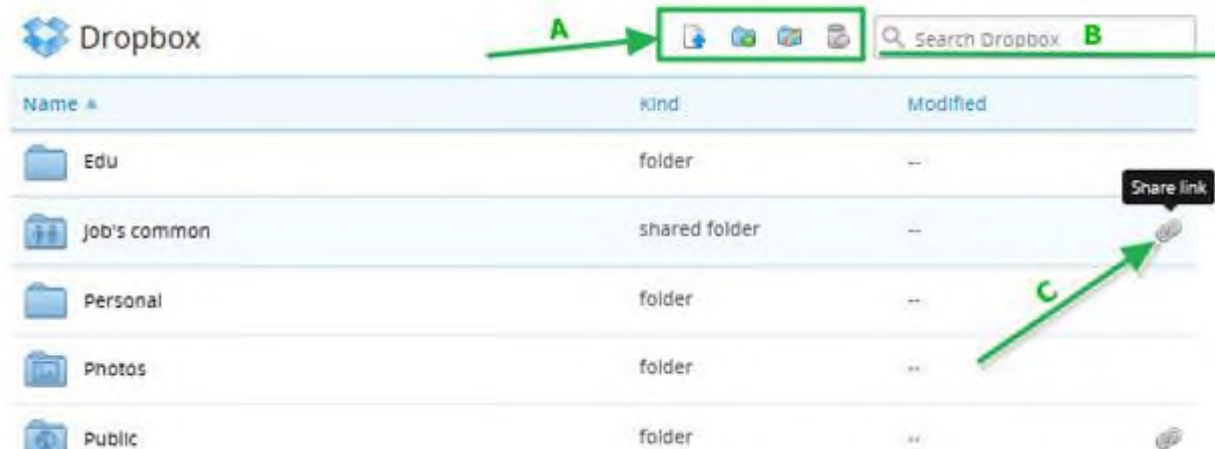 Dropbox A Search Dropbox B
Name Kind Modified
Edu folder --
Share link
Job's common shared folder --
C
Personal folder --
Photos folder --
Public folder --